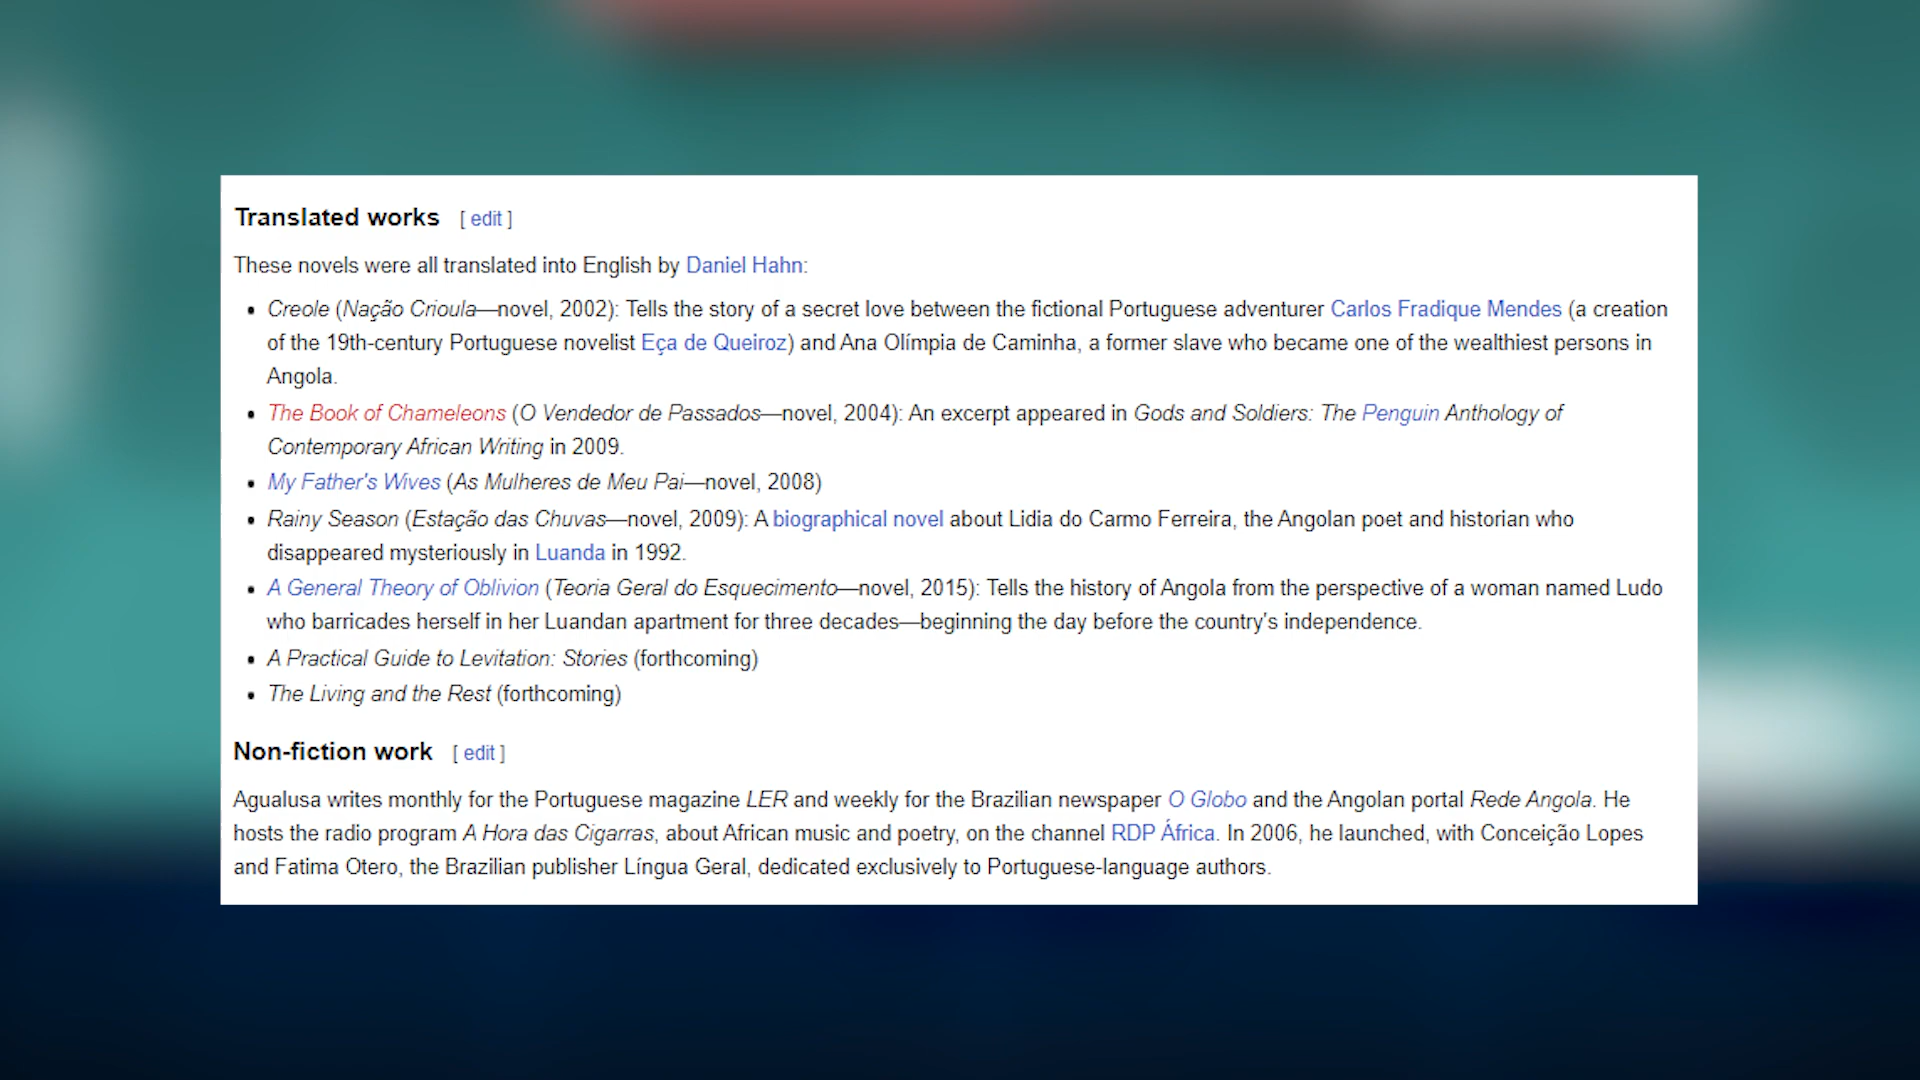 Translated works [ edit ]
These novels were all translated into English by Daniel Hahn:
• Creole (Nação Crioula—novel, 2002): Tells the story of a secret love between the fictional Portuguese adventurer Carlos Fradique Mendes (a creation
of the 19th-century Portuguese novelist Eça de Queiroz) and Ana Olímpia de Caminha, a former slave who became one of the wealthiest persons in
Angola.
• The Book of Chameleons (O Vendedor de Passados—novel, 2004): An excerpt appeared in Gods and Soldiers: The Penguin Anthology of
Contemporary African Writing in 2009.
• My Father's Wives (As Mulheres de Meu Pai—novel, 2008)
• Rainy Season (Estação das Chuvas—novel, 2009): A biographical novel about Lidia do Carmo Ferreira, the Angolan poet and historian who
disappeared mysteriously in Luanda in 1992.
• A General Theory of Oblivion (Teoria Geral do Esquecimento—novel, 2015): Tells the history of Angola from the perspective of a woman named Ludo
who barricades herself in her Luandan apartment for three decades—beginning the day before the country's independence.
• A Practical Guide to Levitation: Stories (forthcoming)
• The Living and the Rest (forthcoming)
Non-fiction work [ edit ]
Agualusa writes monthly for the Portuguese magazine LER and weekly for the Brazilian newspaper O Globo and the Angolan portal Rede Angola. He
hosts the radio program A Hora das Cigarras, about African music and poetry, on the channel RDP África. In 2006, he launched, with Conceição Lopes
and Fatima Otero, the Brazilian publisher Língua Geral, dedicated exclusively to Portuguese-language authors.